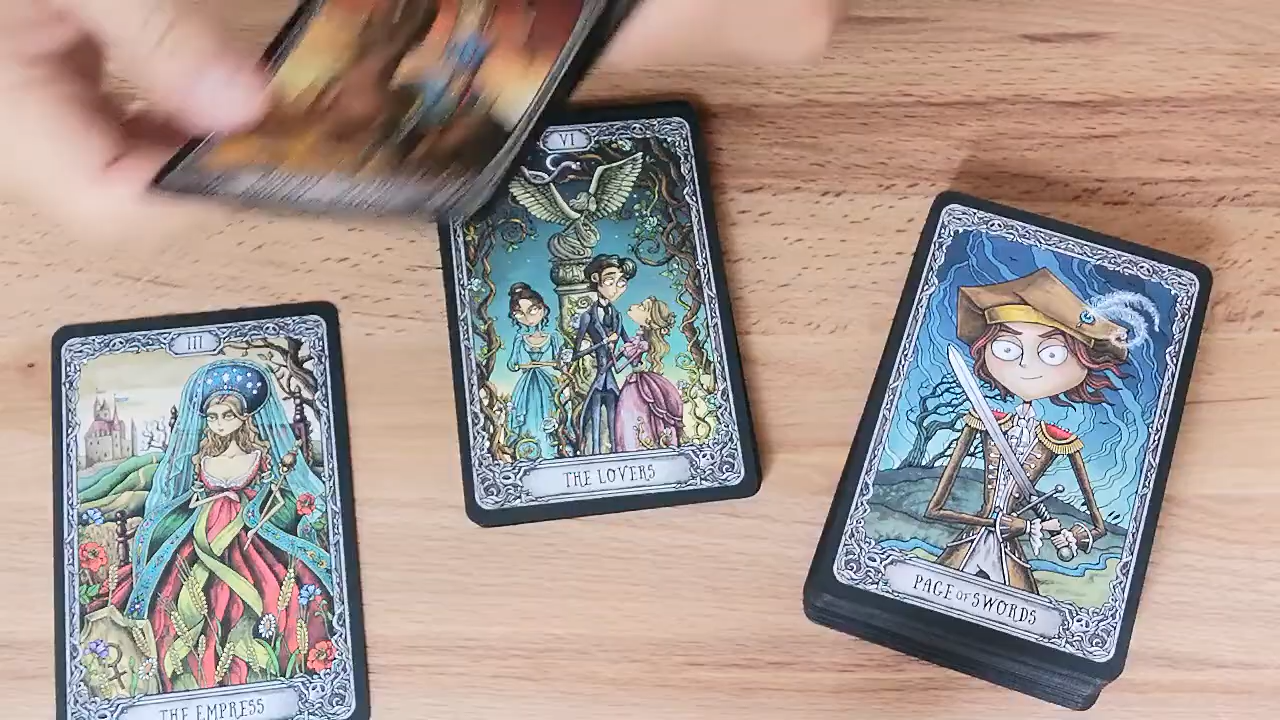 VI
THE LOVERS
III
THE EMPRESS
PAGE OF SWORDS